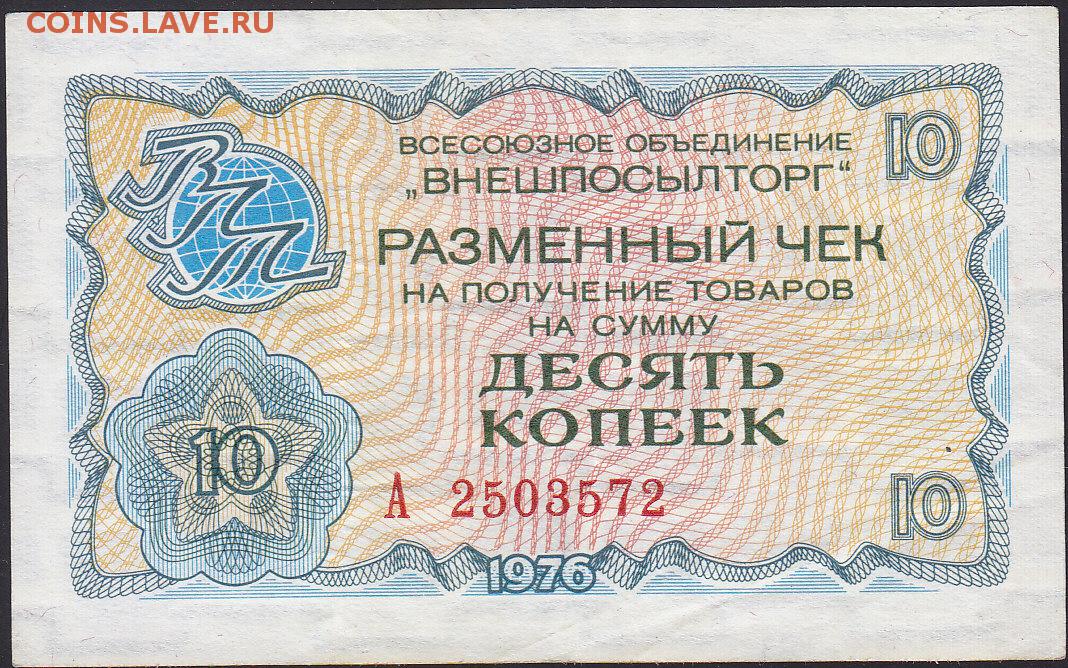 COINS.LAVE.RU
ВСЕСОЮЗНОЕ ОБЪЕДИНЕНИЕ
„ВНЕШПОСЫЛТОРГ“
10
ВПТ
РАЗМЕННЫЙ ЧЕК
НА ПОЛУЧЕНИЕ ТОВАРОВ
НА СУММУ
ДЕСЯТЬ
КОПЕЕК
10
А 2503572
10
1976